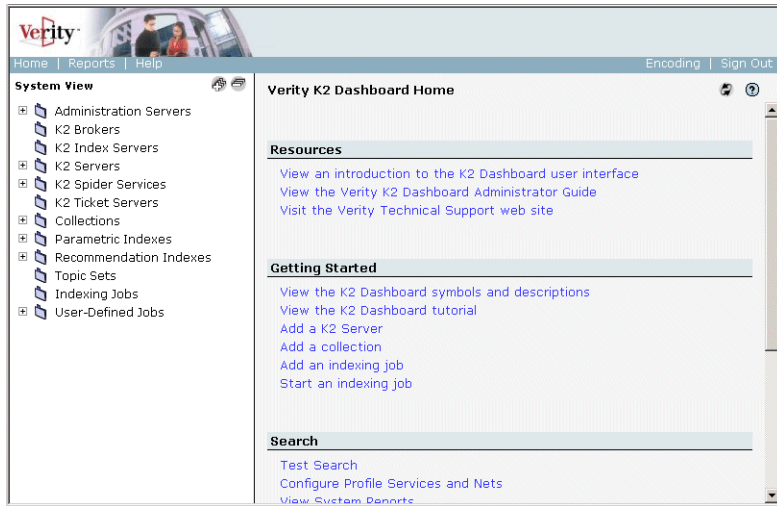 Verity
Home | Reports | Help
Encoding | Sign Out
System View
Administration Servers
K2 Brokers
K2 Index Servers
K2 Servers
K2 Spider Services
K2 Ticket Servers
Collections
Parametric Indexes
Recommendation Indexes
Topic Sets
Indexing Jobs
User-Defined Jobs
Verity K2 Dashboard Home
Resources
View an introduction to the K2 Dashboard user interface
View the Verity K2 Dashboard Administrator Guide
Visit the Verity Technical Support web site
Getting Started
View the K2 Dashboard symbols and descriptions
View the K2 Dashboard tutorial
Add a K2 Server
Add a collection
Add an indexing job
Start an indexing job
Search
Test Search
Configure Profile Services and Nets
View System Reports